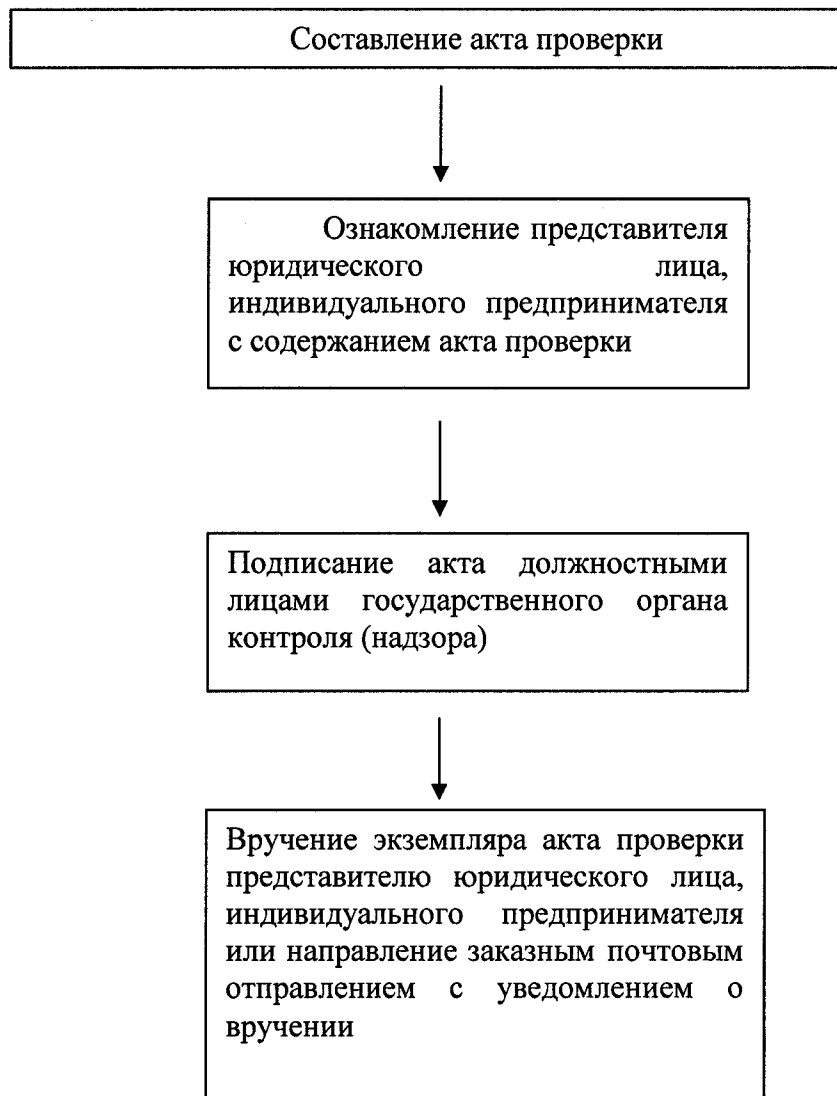 Составление акта проверки
Ознакомление представителя
юридического лица,
индивидуального предпринимателя
с содержанием акта проверки
Подписание акта должностными
лицами государственного органа
контроля (надзора)
Вручение экземпляра акта проверки
представителю юридического лица,
индивидуального предпринимателя
или направление заказным почтовым
отправлением с уведомлением о
вручении